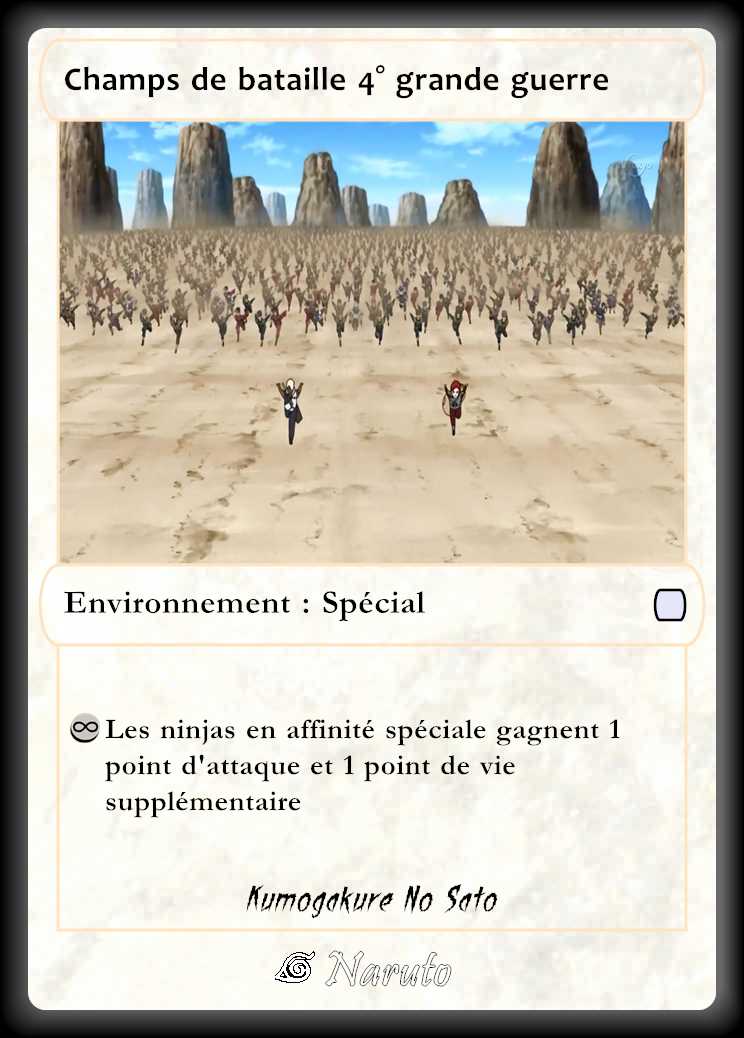 Champs de bataille 4° grande guerre
Environnement : Spécial
∞ Les ninjas en affinité spéciale gagnent 1
point d'attaque et 1 point de vie
supplémentaire
Kumogakure No Sato
Naruto